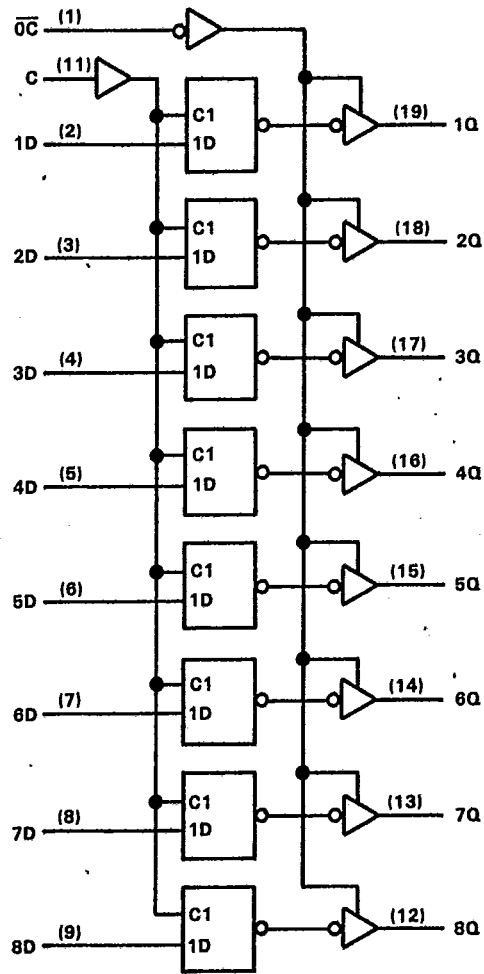 O̅C̅ (1)
C (11)
C1
1D (2) 1D (19) 1Q
C1
2D (3) 1D (18) 2Q
C1
3D (4) 1D (17) 3Q
C1
4D (5) 1D (16) 4Q
C1
5D (6) 1D (15) 5Q
C1
6D (7) 1D (14) 6Q
C1
7D (8) 1D (13) 7Q
C1
8D (9) 1D (12) 8Q